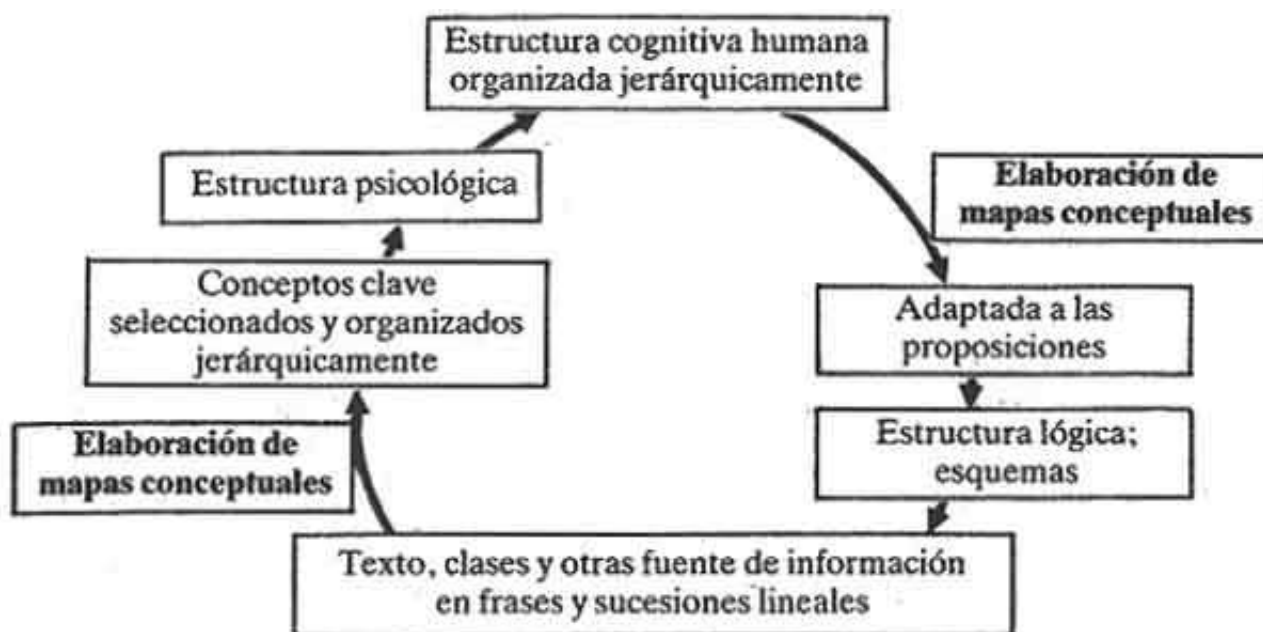 Estructura cognitiva humana
organizada jerárquicamente
Elaboración de
mapas conceptuales
Adaptada a las
proposiciones
Estructura lógica;
esquemas
Texto, clases y otras fuente de información
en frases y sucesiones lineales
Elaboración de
mapas conceptuales
Conceptos clave
seleccionados y organizados
jerárquicamente
Estructura psicológica